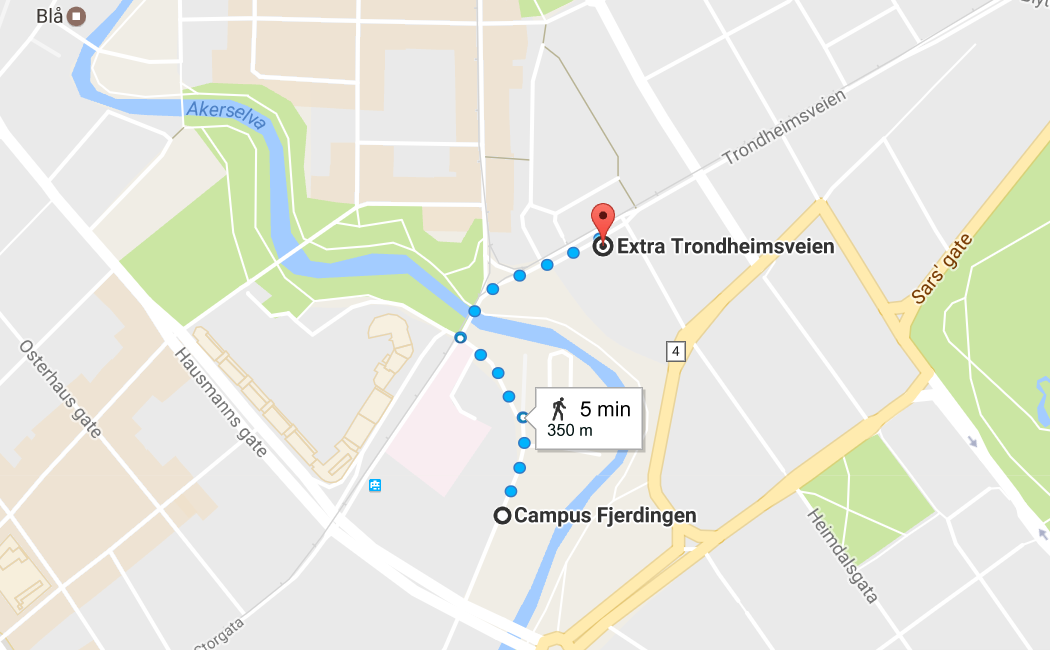 Blå
Akerselva
Trondheimsveien
Extra Trondheimsveien
Sars' gate
4
Osterhaus gate
Hausmanns gate
5 min
350 m
Campus Fjerdingen
Heimdalsgata
Storgata